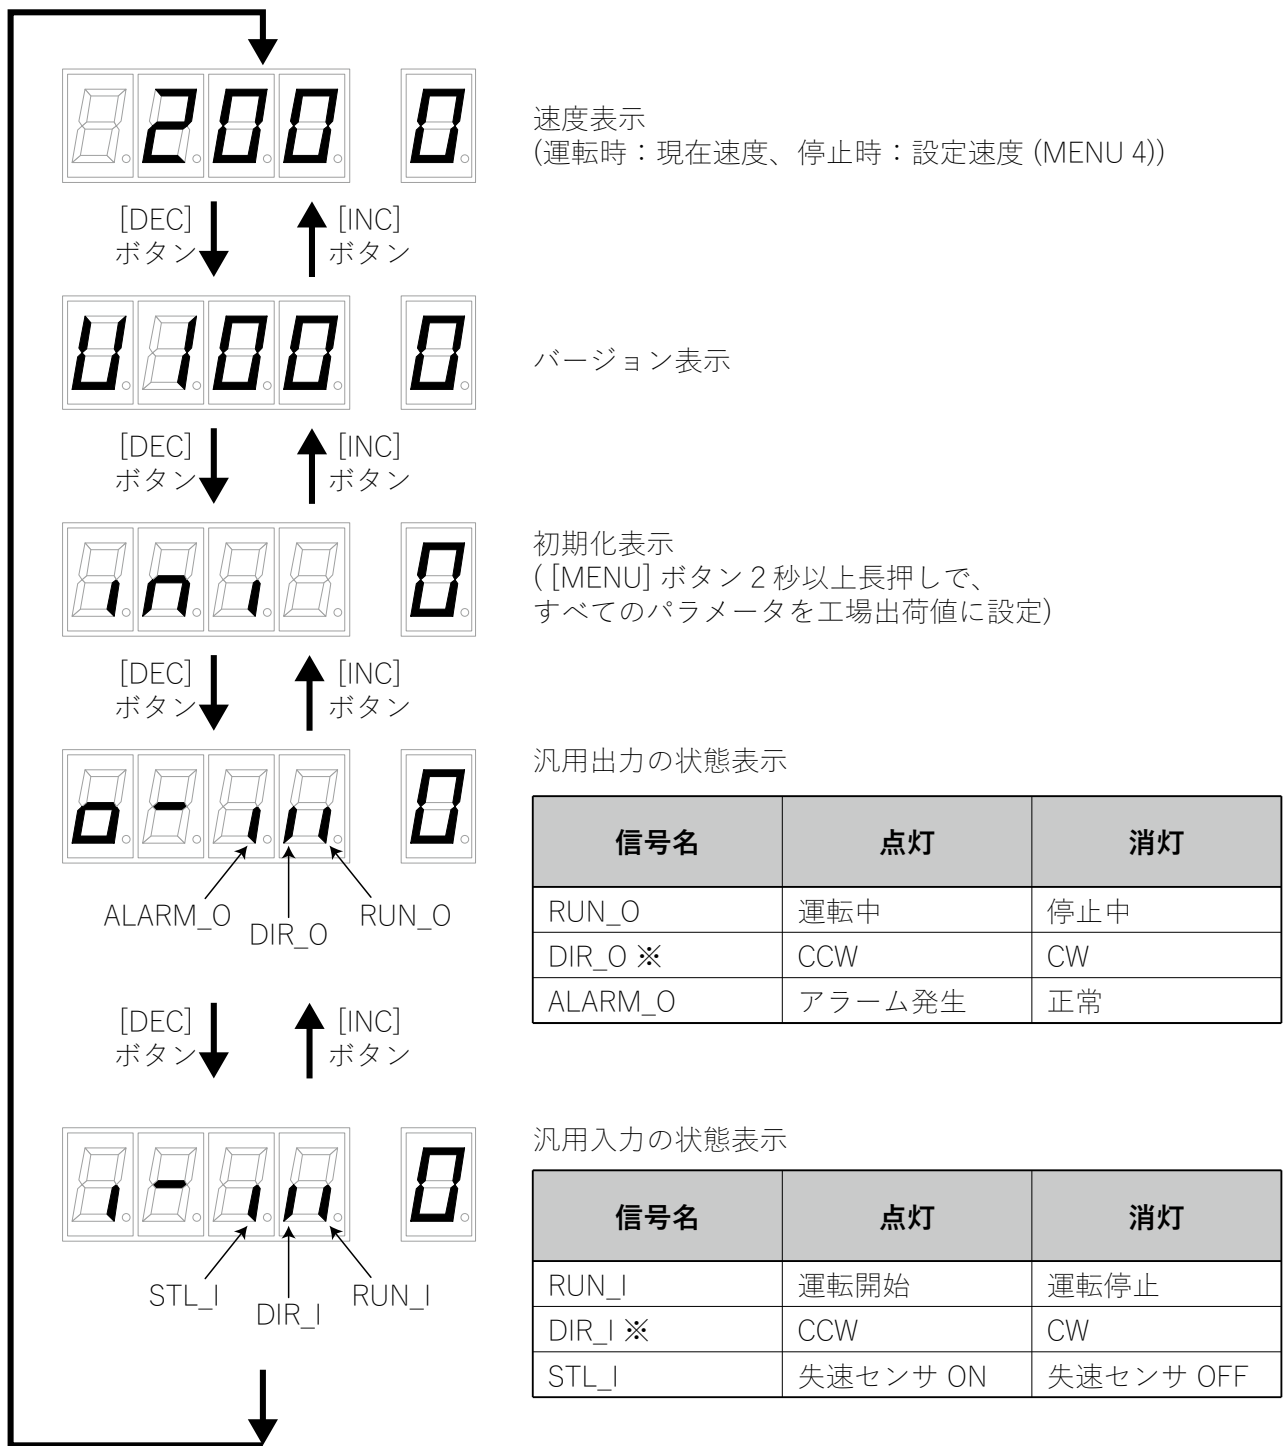 200 0
速度表示
(運転時：現在速度、停止時：設定速度 (MENU 4))
[DEC]
ボタン
[INC]
ボタン
U100 0
バージョン表示
[DEC]
ボタン
[INC]
ボタン
ini 0
初期化表示
( [MENU] ボタン 2 秒以上長押しで、
すべてのパラメータを工場出荷値に設定)
[DEC]
ボタン
[INC]
ボタン
汎用出力の状態表示
o-ııı 0
ALARM_O
DIR_O
RUN_O
信号名 点灯 消灯
RUN_O 運転中 停止中
DIR_O ※ CCW CW
ALARM_O アラーム発生 正常
[DEC]
ボタン
[INC]
ボタン
汎用入力の状態表示
ı-ııı 0
STL_I
DIR_I
RUN_I
信号名 点灯 消灯
RUN_I 運転開始 運転停止
DIR_I ※ CCW CW
STL_I 失速センサ ON 失速センサ OFF